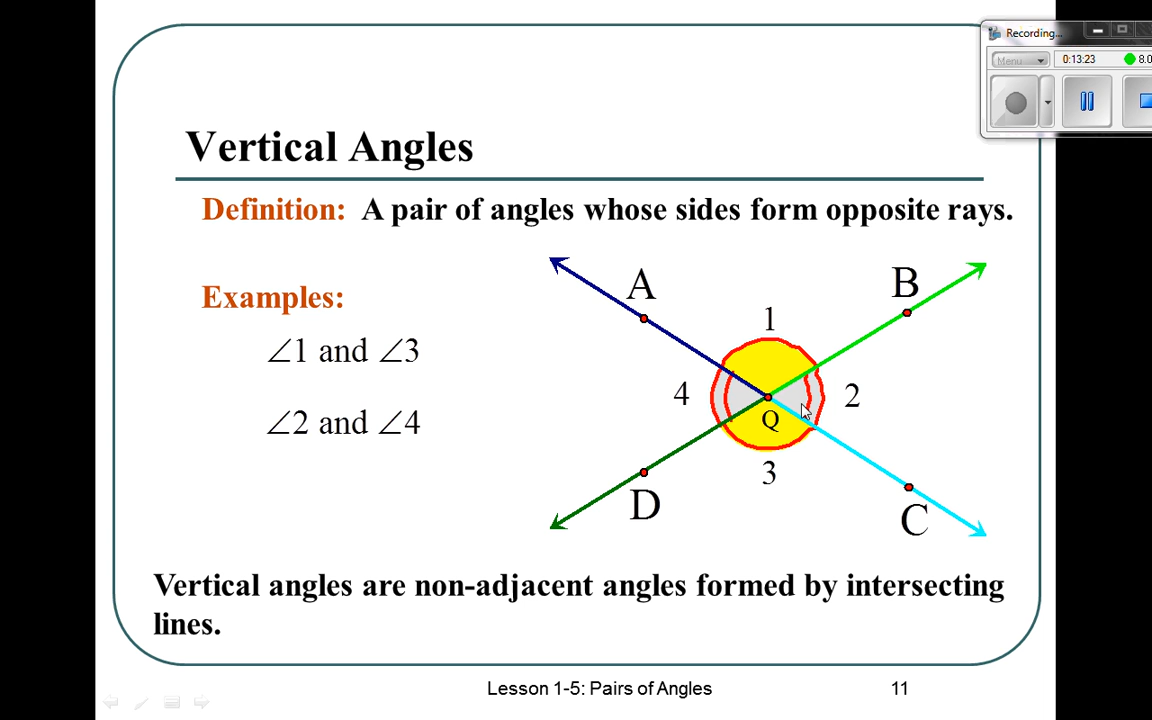 Recording...
Menu
0:13:23
8.0
Vertical Angles
Definition: A pair of angles whose sides form opposite rays.
Examples:
∠1 and ∠3
∠2 and ∠4
A
B
1
4
2
Q
3
D
C
Vertical angles are non-adjacent angles formed by intersecting
lines.
Lesson 1-5: Pairs of Angles
11